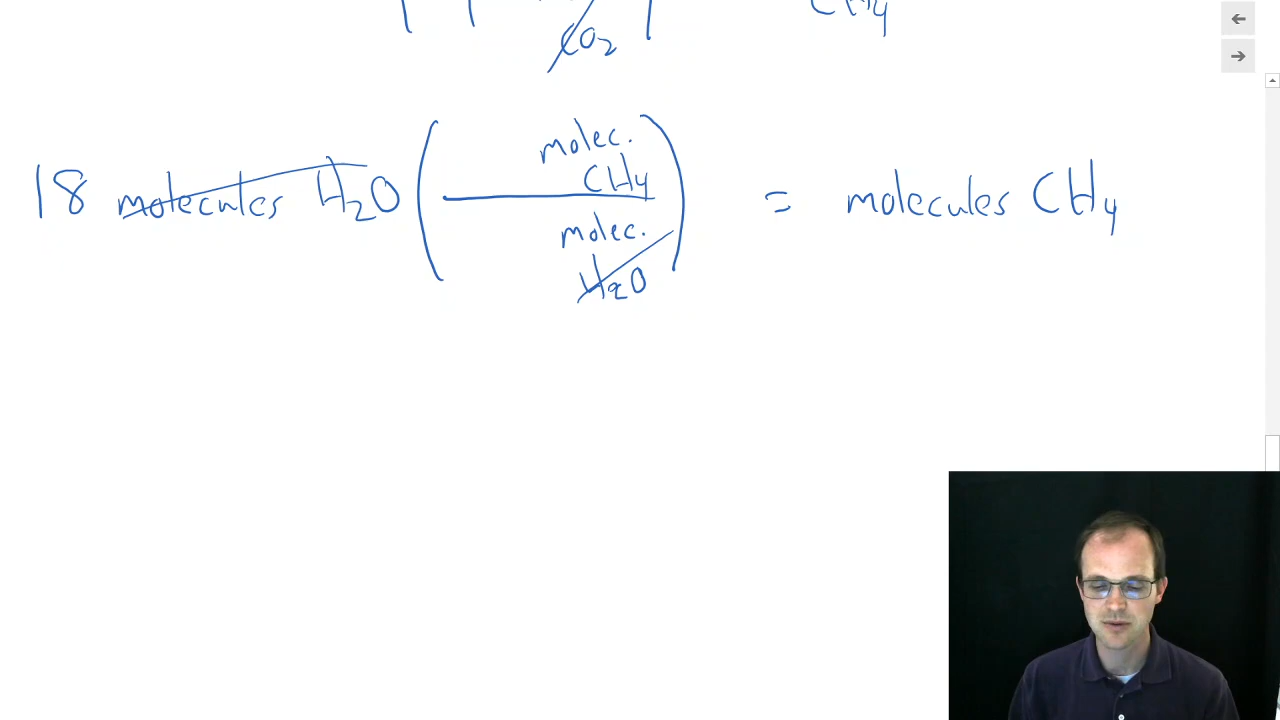 CO₂
CH₄
18 molecules H₂O ( molec. CH₄ / molec. H₂O ) = molecules CH₄